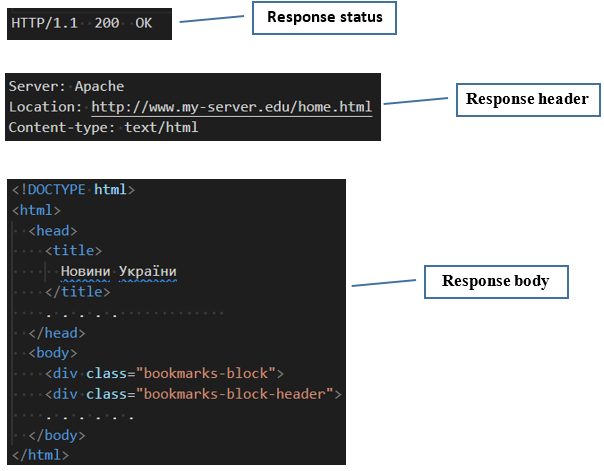 HTTP/1.1 200 OK
Response status
Server: Apache
Location: http://www.my-server.edu/home.html
Content-type: text/html
Response header
<!DOCTYPE html>
<html>
<head>
<title>
Новини України
</title>
. . . . .
</head>
<body>
<div class="bookmarks-block">
<div class="bookmarks-block-header">
. . . . . .
</body>
</html>
Response body